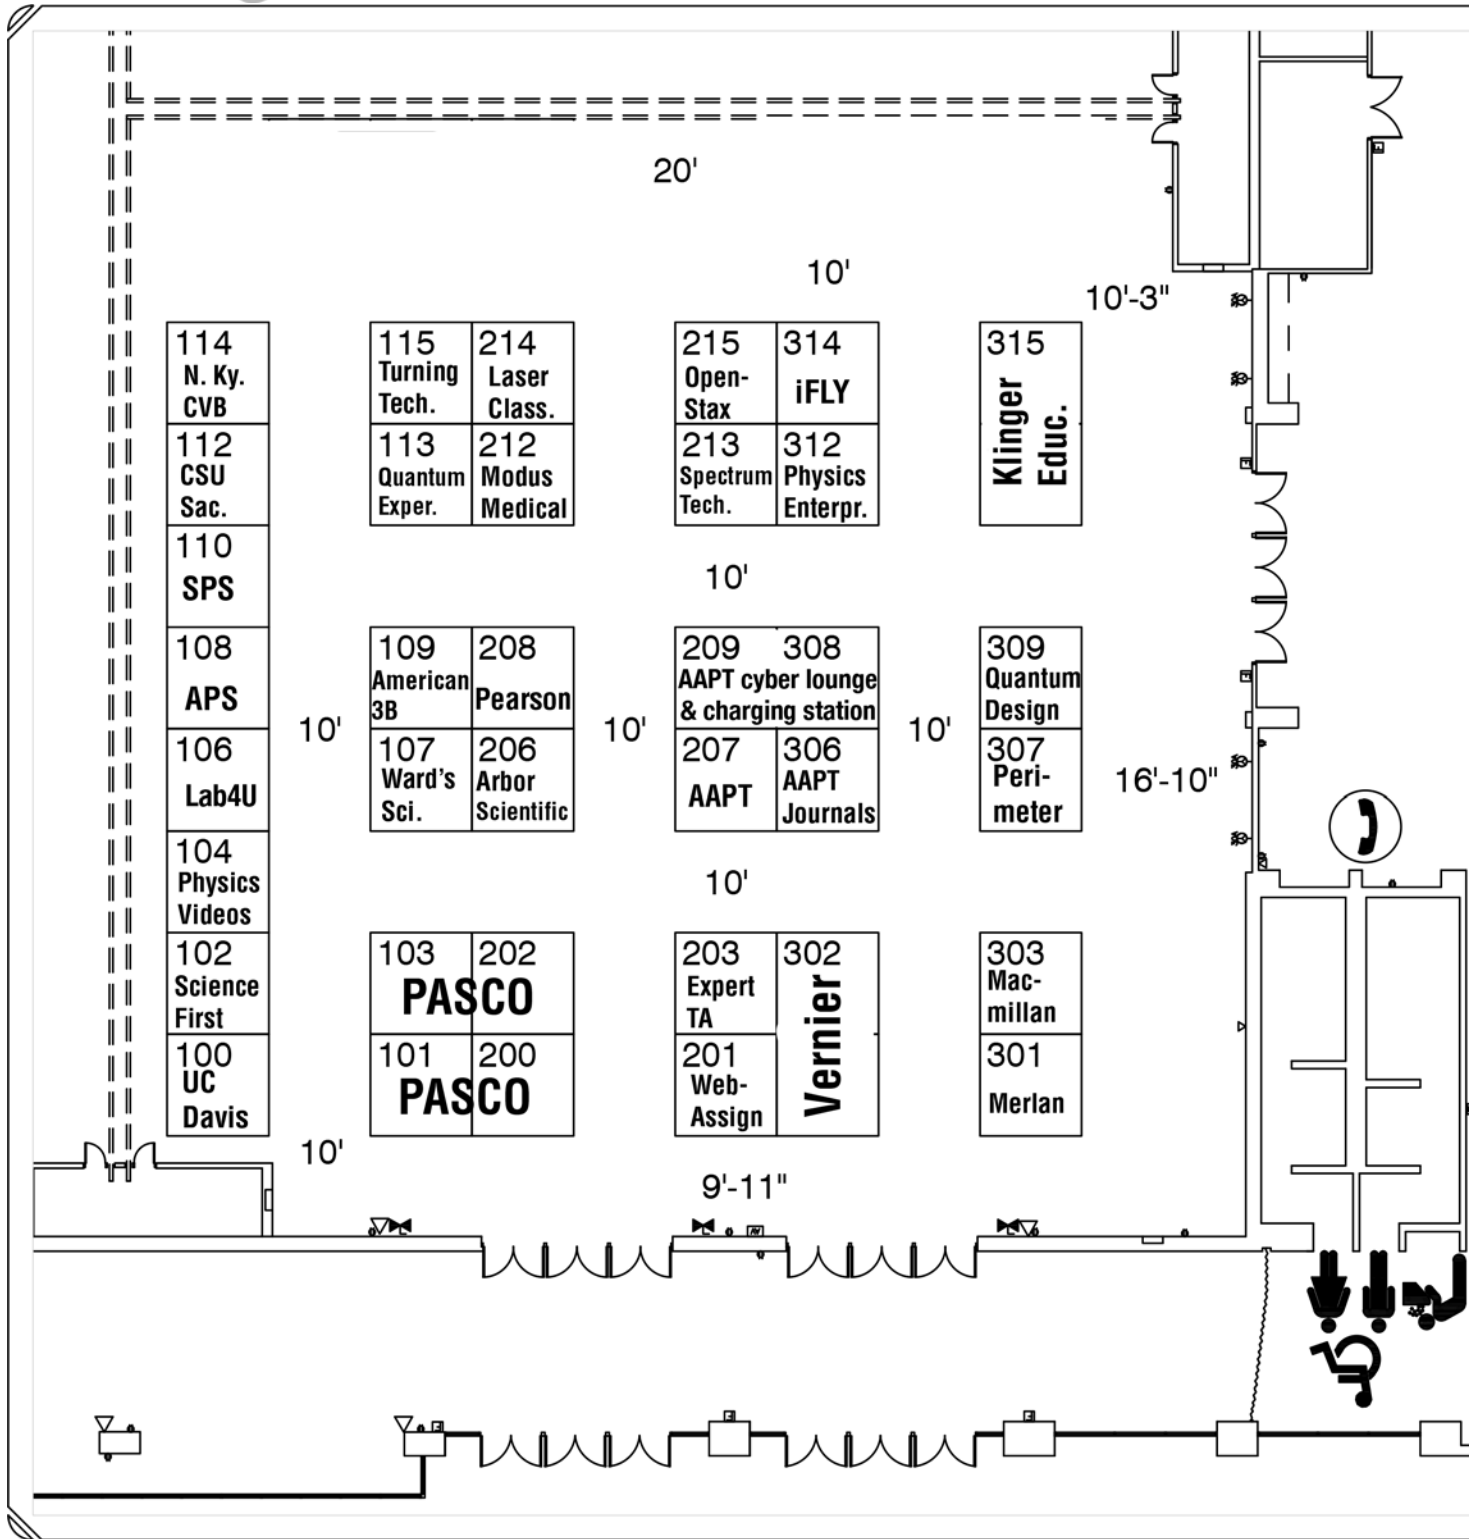 20'
10'
10'-3"
114
N. Ky.
CVB
112
CSU
Sac.
110
SPS
108
APS
106
Lab4U
104
Physics
Videos
102
Science
First
100
UC
Davis
115
Turning
Tech.
214
Laser
Class.
113
Quantum
Exper.
212
Modus
Medical
215
Open-
Stax
314
iFLY
213
Spectrum
Tech.
312
Physics
Enterpr.
315
Klinger
Educ.
10'
109
American
3B
208
Pearson
107
Ward's
Sci.
206
Arbor
Scientific
209 308
AAPT cyber lounge
& charging station
207
AAPT
306
AAPT
Journals
309
Quantum
Design
307
Peri-
meter
10'
10'
10'
16'-10"
10'
103 202
PASCO
101 200
PASCO
203
Expert
TA
201
Web-
Assign
302
Vernier
303
Mac-
millan
301
Merlan
10'
9'-11"